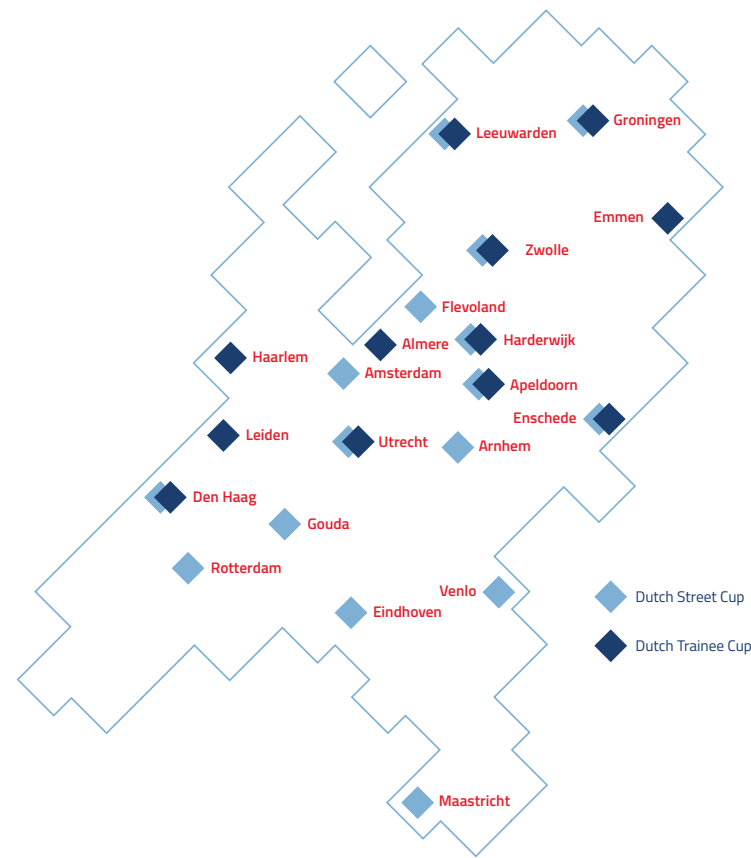 Groningen
Leeuwarden
Emmen
Zwolle
Flevoland
Harderwijk
Almere
Haarlem
Amsterdam
Apeldoorn
Enschede
Leiden
Utrecht
Arnhem
Den Haag
Gouda
Rotterdam
Venlo
Dutch Street Cup
Eindhoven
Dutch Trainee Cup
Maastricht